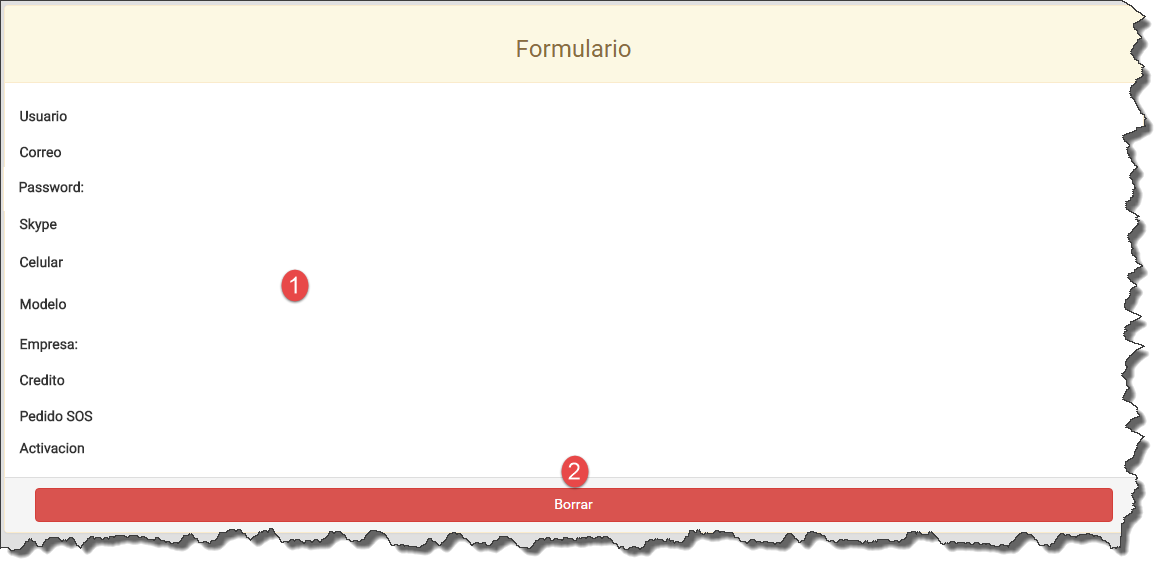 Formulario
Usuario
Correo
Password:
Skype
Celular
1
Modelo
Empresa:
Credito
Pedido SOS
Activacion
2
Borrar